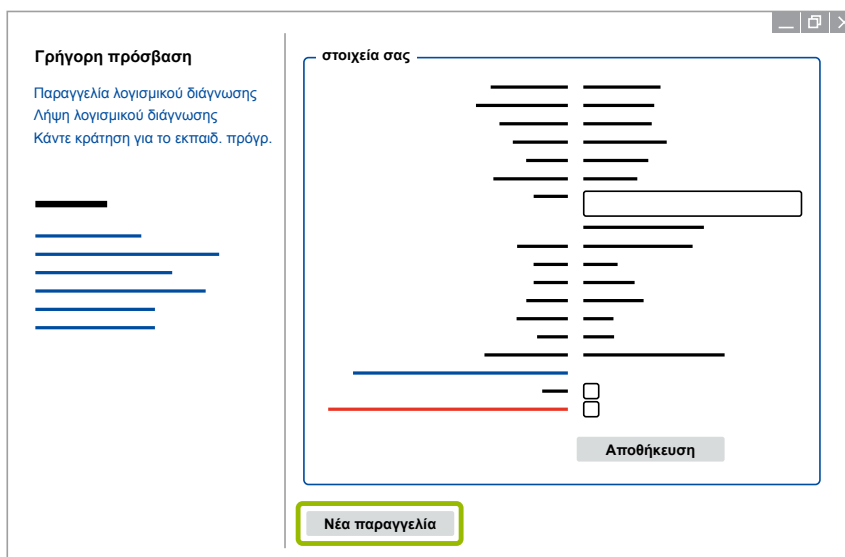 Γρήγορη πρόσβαση
Παραγγελία λογισμικού διάγνωσης
Λήψη λογισμικού διάγνωσης
Κάντε κράτηση για το εκπαιδ. πρόγρ.
στοιχεία σας
Αποθήκευση
Νέα παραγγελία